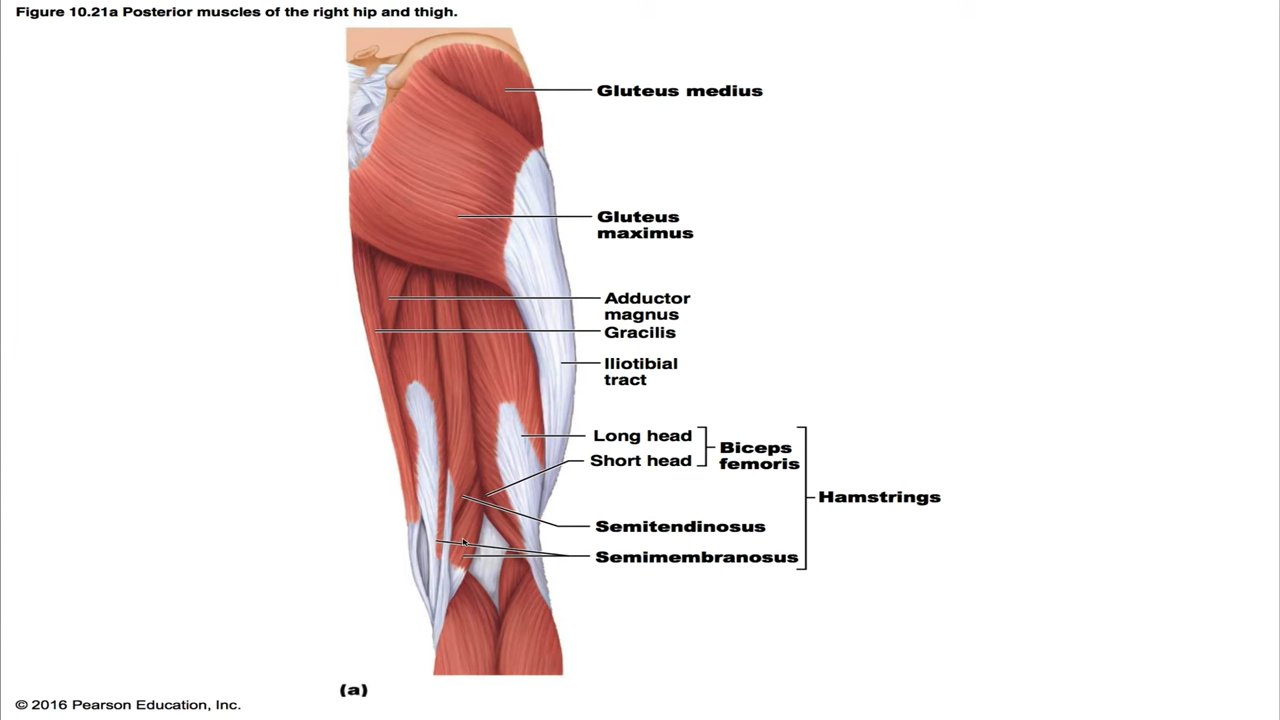 Figure 10.21a Posterior muscles of the right hip and thigh.
Gluteus medius
Gluteus
maximus
Adductor
magnus
Gracilis
Iliotibial
tract
Long head
Short head
Biceps
femoris
Hamstrings
Semitendinosus
Semimembranosus
(a)
© 2016 Pearson Education, Inc.